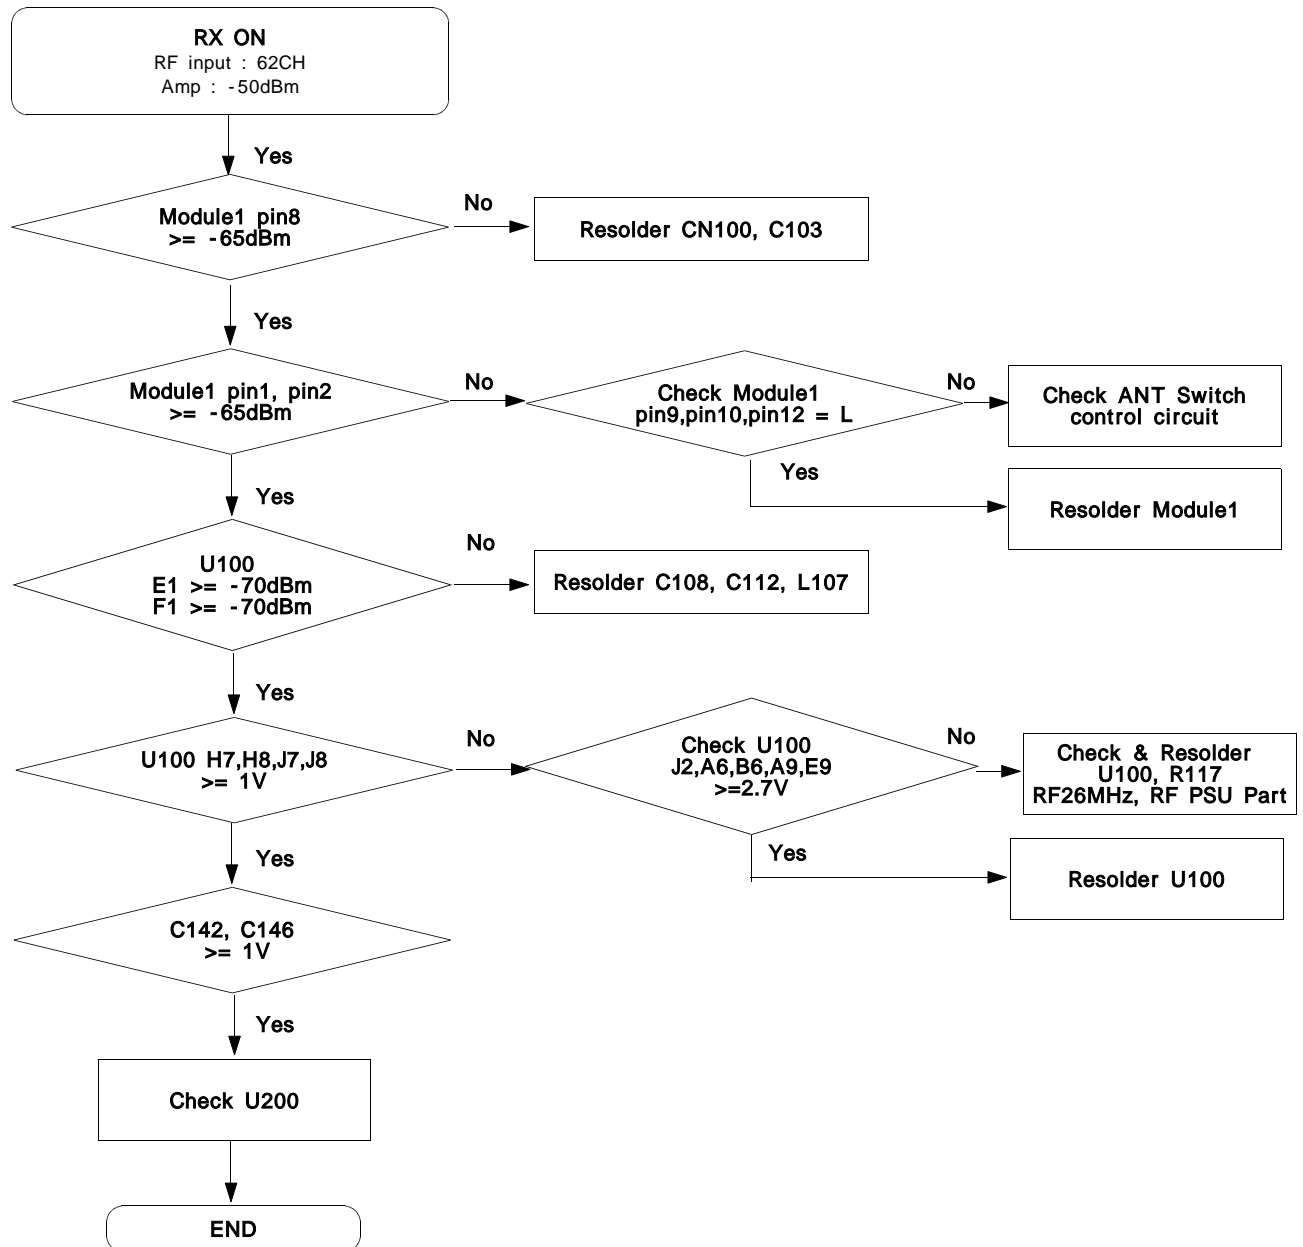 RX ON
RF input : 62CH
Amp : -50dBm
Yes
Module1 pin8
>= -65dBm
No
Resolder CN100, C103
Yes
Module1 pin1, pin2
>= -65dBm
No
Check Module1
pin9,pin10,pin12 = L
No
Check ANT Switch
control circuit
Yes
Resolder Module1
Yes
U100
E1 >= -70dBm
F1 >= -70dBm
No
Resolder C108, C112, L107
Yes
U100 H7,H8,J7,J8
>= 1V
No
Check U100
J2,A6,B6,A9,E9
>=2.7V
No
Check & Resolder
U100, R117
RF26MHz, RF PSU Part
Yes
Resolder U100
Yes
C142, C146
>= 1V
Yes
Check U200
END